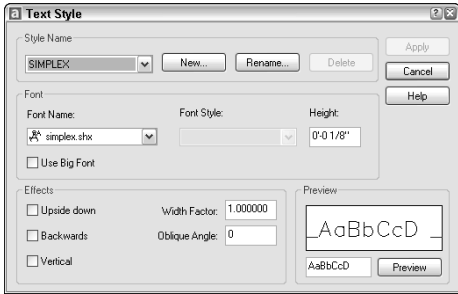 a Text Style
Style Name
SIMPLEX New... Rename... Delete
Apply
Cancel
Help
Font
Font Name: Font Style: Height:
simplex.shx 0'-0 1/8"
Use Big Font
Effects
Upside down Width Factor: 1.000000
Backwards Oblique Angle: 0
Vertical
Preview
AaBbCcD
AaBbCcD Preview